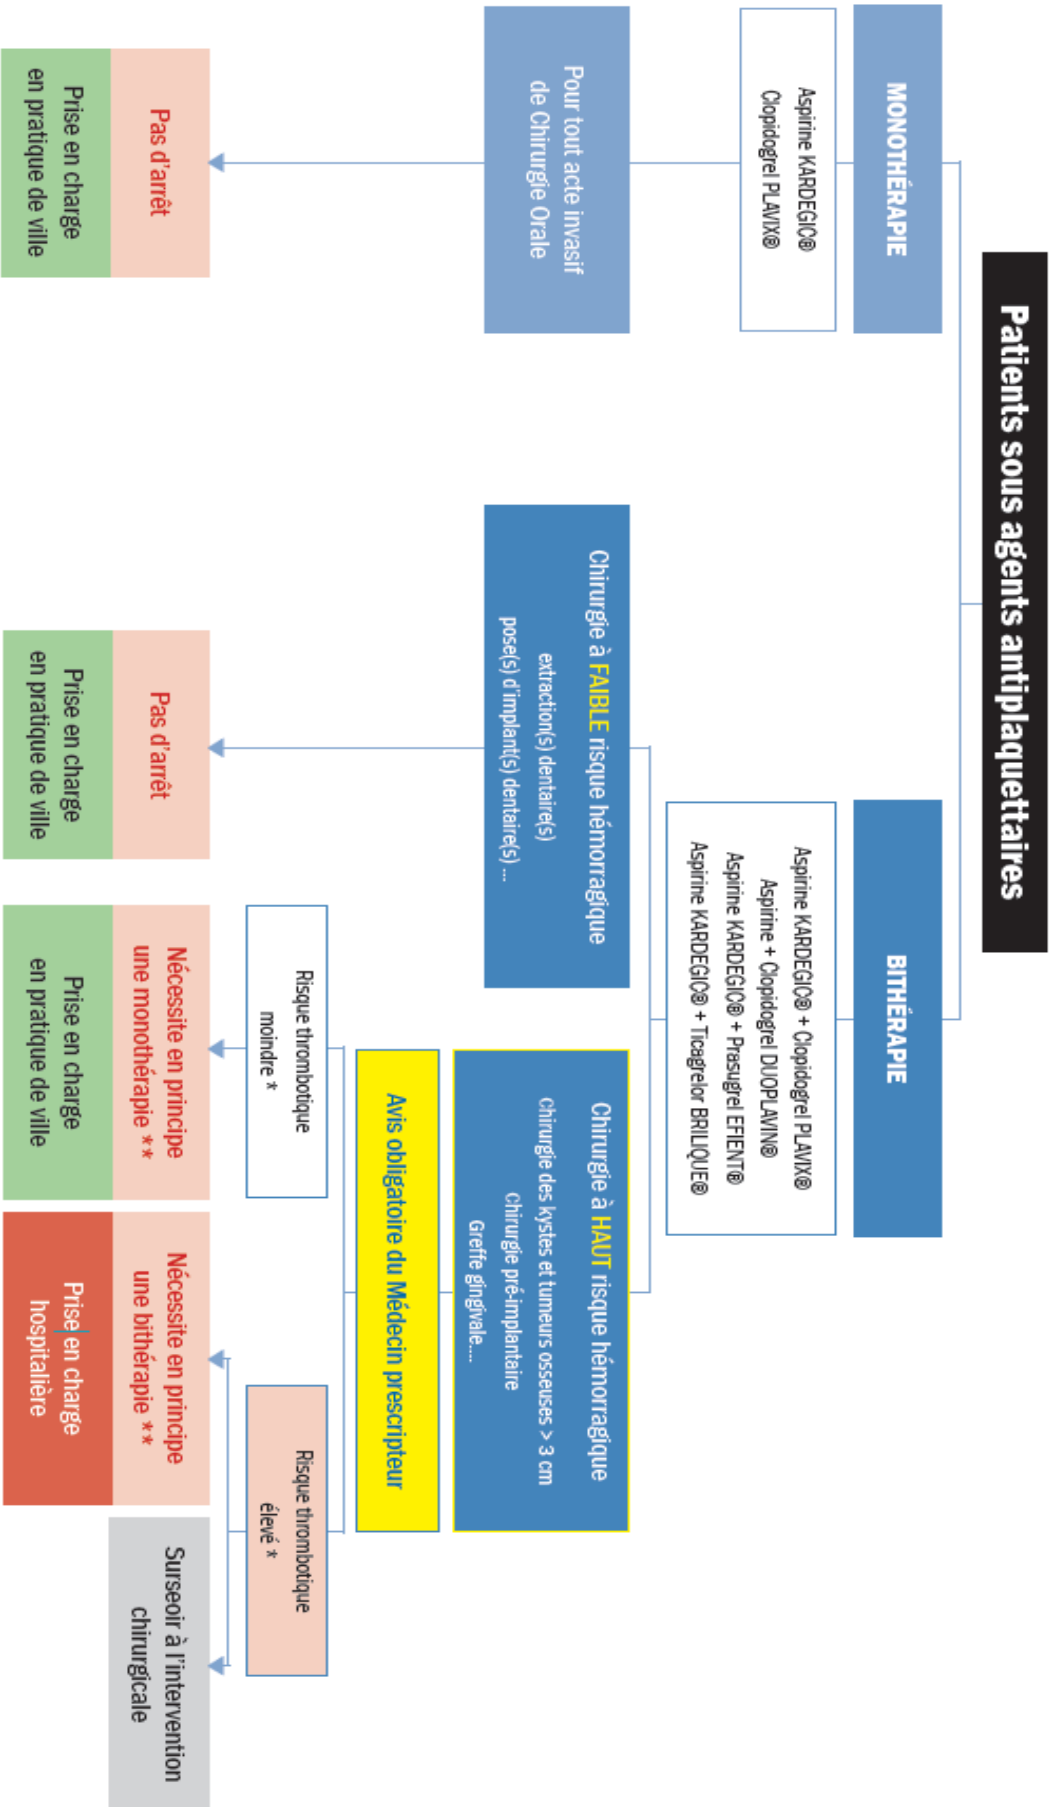 Patients sous agents antiplaquettaires
MONOTHÉRAPIE
Aspirine KARDEGIC®
Clopidogrel PLAVIX®
Pour tout acte invasif
de Chirurgie Orale
Pas d'arrêt
Prise en charge
en pratique de ville
BITHÉRAPIE
Aspirine KARDEGIC® + Clopidogrel PLAVIX®
Aspirine + Clopidogrel DUOPLAVIN®
Aspirine KARDEGIC® + Prasugrel EFIENT®
Aspirine KARDEGIC® + Ticagrelor BRILIQUE®
Chirurgie à FAIBLE risque hémorragique
extraction(s) dentaire(s)
pose(s) d'implant(s) dentaire(s) ...
Pas d'arrêt
Prise en charge
en pratique de ville
Chirurgie à HAUT risque hémorragique
Chirurgie des kystes et tumeurs osseuses > 3 cm
Chirurgie pré-implantaire
Greffe gingivale....
Avis obligatoire du Médecin prescripteur
Risque thrombotique
moindre *
Nécessite en principe
une monothérapie **
Prise en charge
en pratique de ville
Risque thrombotique
élevé *
Nécessite en principe
une bithérapie **
Prise en charge
hospitalière
Surseoir à l'intervention
chirurgicale